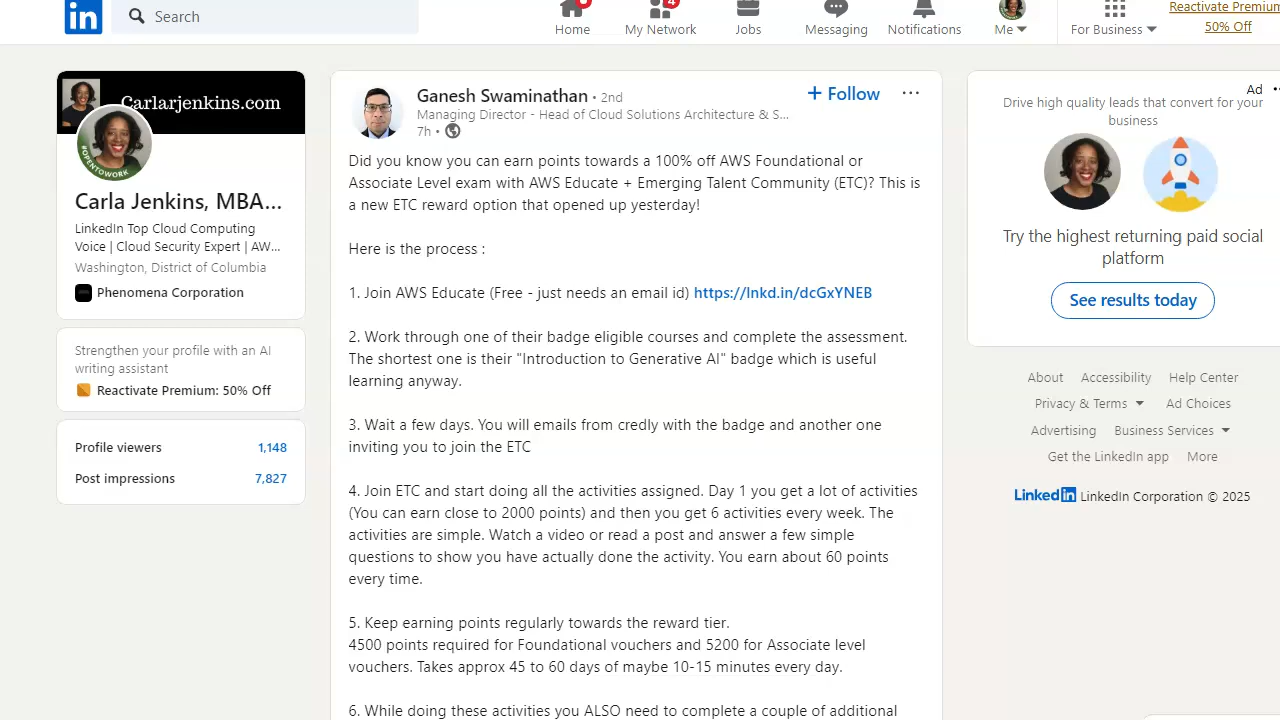 in
Search
Home
4
My Network
Jobs
Messaging
Notifications
Me
For Business
Reactivate Premium
50% Off
Carlarjenkins.com
#OPENTOWORK
Carla Jenkins, MBA...
LinkedIn Top Cloud Computing
Voice | Cloud Security Expert | AW...
Washington, District of Columbia
Phenomena Corporation
Strengthen your profile with an AI
writing assistant
Reactivate Premium: 50% Off
Profile viewers 1,148
Post impressions 7,827
Ganesh Swaminathan • 2nd
Managing Director - Head of Cloud Solutions Architecture & S...
7h •
+ Follow
Did you know you can earn points towards a 100% off AWS Foundational or
Associate Level exam with AWS Educate + Emerging Talent Community (ETC)? This is
a new ETC reward option that opened up yesterday!
Here is the process :
1. Join AWS Educate (Free - just needs an email id) https://lnkd.in/dcGxYNEB
2. Work through one of their badge eligible courses and complete the assessment.
The shortest one is their "Introduction to Generative AI" badge which is useful
learning anyway.
3. Wait a few days. You will emails from credly with the badge and another one
inviting you to join the ETC
4. Join ETC and start doing all the activities assigned. Day 1 you get a lot of activities
(You can earn close to 2000 points) and then you get 6 activities every week. The
activities are simple. Watch a video or read a post and answer a few simple
questions to show you have actually done the activity. You earn about 60 points
every time.
5. Keep earning points regularly towards the reward tier.
4500 points required for Foundational vouchers and 5200 for Associate level
vouchers. Takes approx 45 to 60 days of maybe 10-15 minutes every day.
6. While doing these activities you ALSO need to complete a couple of additional
Ad
Drive high quality leads that convert for your
business
Try the highest returning paid social
platform
See results today
About Accessibility Help Center
Privacy & Terms Ad Choices
Advertising Business Services
Get the LinkedIn app More
LinkedIn LinkedIn Corporation © 2025